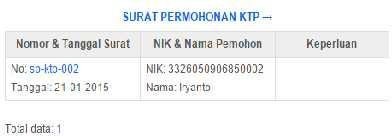 SURAT PERMOHONAN KTP →
Nomor & Tanggal Surat NIK & Nama Pemohon Keperluan
No: sp-ktp-002 NIK: 3326050906850002
Tanggal: 21-01-2015 Nama: Iryanto
Total data: 1